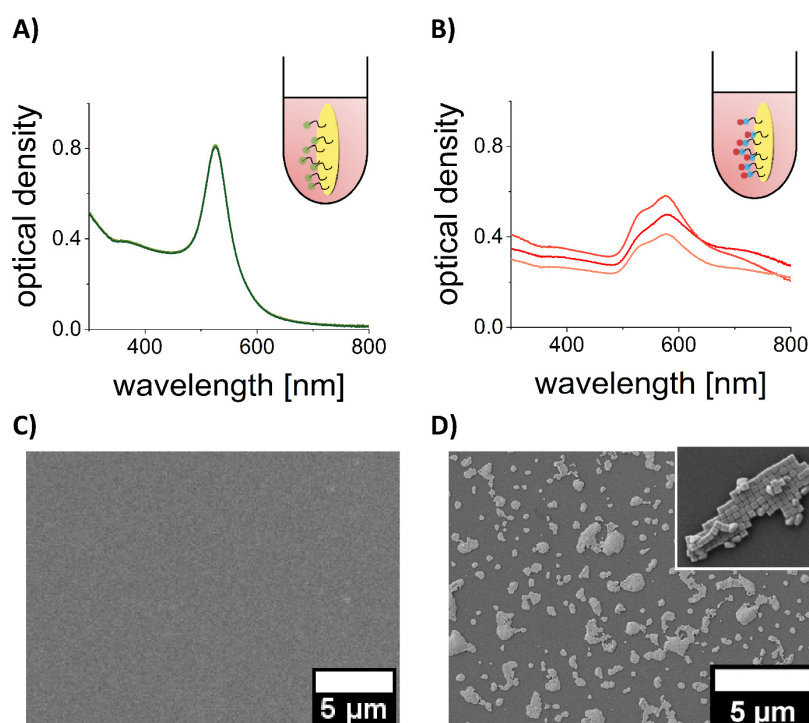 A)
B)
optical density
0.8
0.4
0.0
400
600
800
wavelength [nm]
optical density
0.8
0.4
0.0
400
600
800
wavelength [nm]
C)
D)
5 µm
5 µm